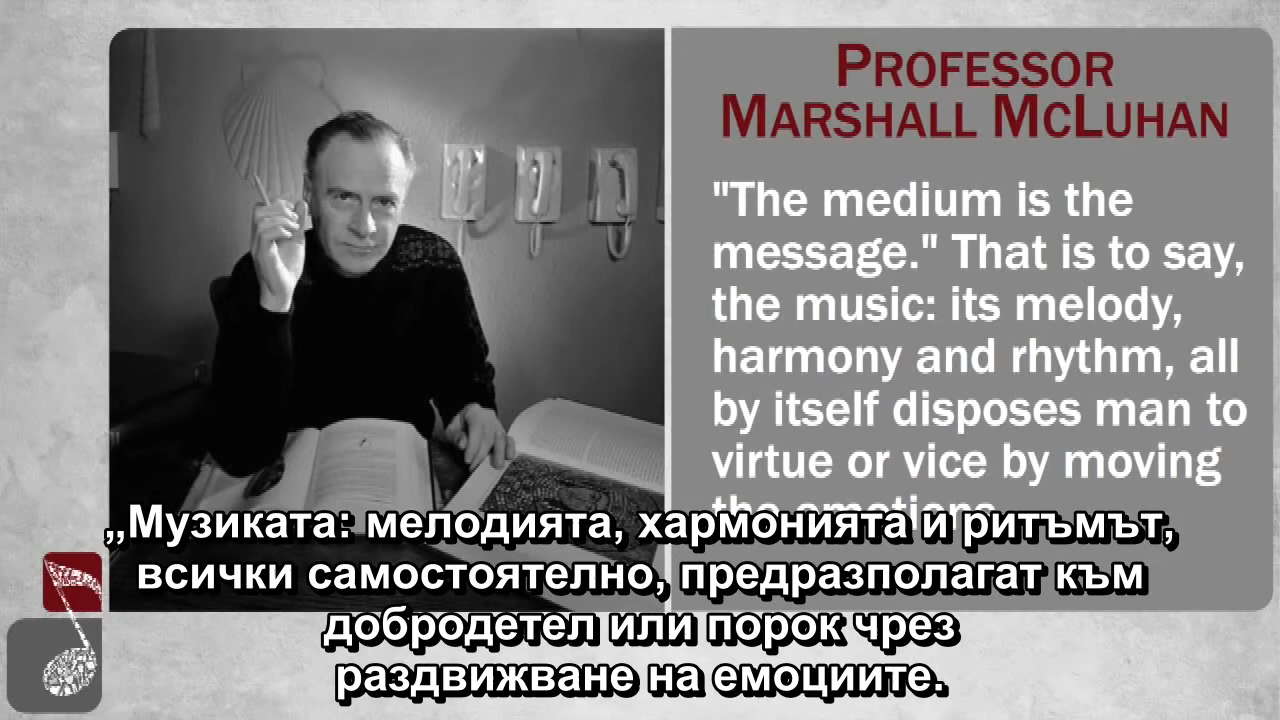 PROFESSOR
MARSHALL MCLUHAN
"The medium is the
message." That is to say,
the music: its melody,
harmony and rhythm, all
by itself disposes man to
virtue or vice by moving
the emotions.
„Музиката: мелодията, хармонията и ритъмът,
всички самостоятелно, предразполагат към
добродетел или порок чрез
раздвижване на емоциите.